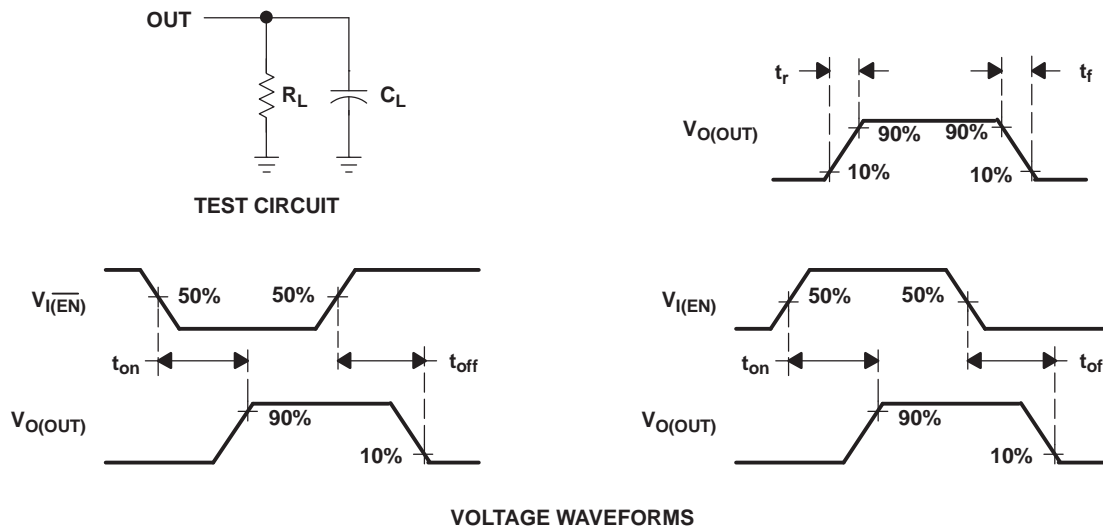 OUT
R_L
C_L
TEST CIRCUIT
t_r
t_f
V_O(OUT)
90%
90%
10%
10%
V_I(E̅N̅)
50%
50%
t_on
t_off
V_O(OUT)
90%
10%
V_I(EN)
50%
50%
t_on
t_of
V_O(OUT)
90%
10%
VOLTAGE WAVEFORMS